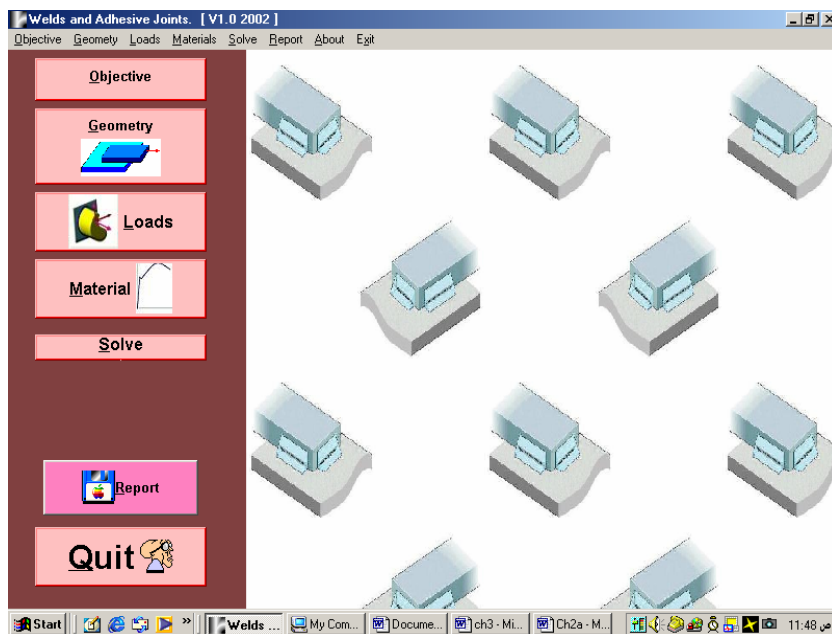 Welds and Adhesive Joints. [ V1.0 2002 ]
Objective Geomety Loads Materials Solve Report About Exit
Objective
Geometry
Loads
Material
Solve
Report
Quit
Start » Welds ... My Com... Docume... ch3 - Mi... Ch2a - M... 11:48 ص